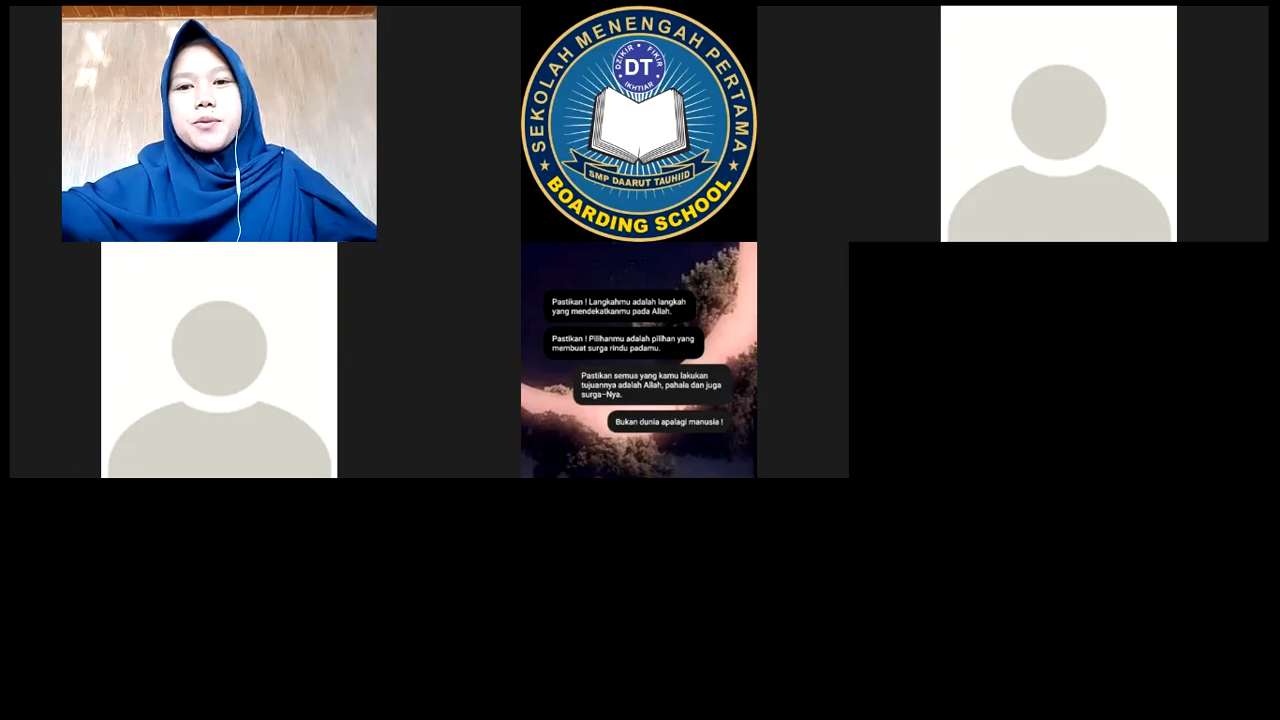 SEKOLAH MENENGAH PERTAMA
DZIKIR • FIKIR
DT
IKHTIAR
SMP DAARUT TAUHIID
BOARDING SCHOOL
Pastikan ! Langkahmu adalah langkah
yang mendekatkanmu pada Allah.
Pastikan ! Pilihanmu adalah pilihan yang
membuat surga rindu padamu.
Pastikan semua yang kamu lakukan
tujuannya adalah Allah, pahala dan juga
surga-Nya.
Bukan dunia apalagi manusia !